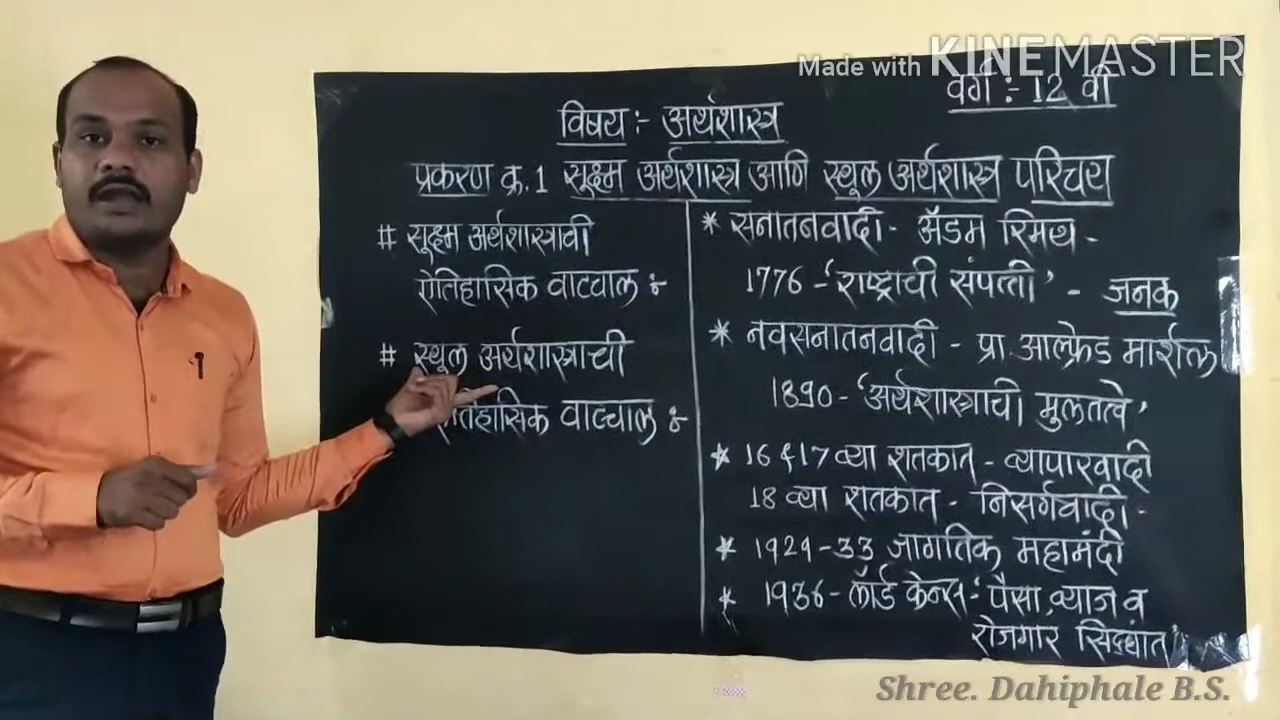 Made with KINEMASTER
वर्ग :- 12 वी
विषय :- अर्थशास्त्र
प्रकरण क्र. 1 सूक्ष्म अर्थशास्त्र आणि स्थूल अर्थशास्त्र परिचय
# सूक्ष्म अर्थशास्त्रावी
ऐतिहासिक वाटचाल :-
# स्थूल अर्थशास्त्राची
ऐतिहासिक वाटचाल :-
* सनातनवादी - ॲडम स्मिथ -
1776 - 'राष्ट्राची संपत्ती' - जनक
* नवसनातनवादी - प्रा. आल्फ्रेड मार्शल
1890 - 'अर्थशास्त्राची मुलतत्वे'
* 16 व 17 व्या शतकात - व्यापारवादी
18 व्या शतकात - निसर्गवादी -
* 1929-33 जागतिक महामंदी
* 1936 - लॉर्ड केन्स - 'पैसा, व्याज व
रोजगार सिद्धांत'
Shree. Dahiphale B.S.